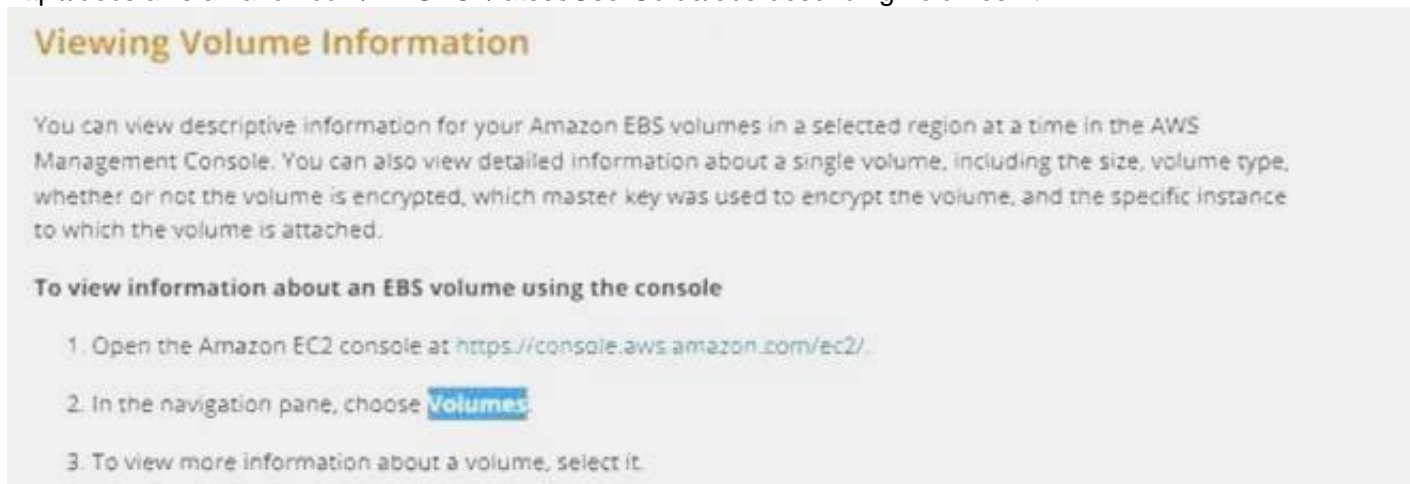 Viewing Volume Information
You can view descriptive information for your Amazon EBS volumes in a selected region at a time in the AWS
Management Console. You can also view detailed information about a single volume, including the size, volume type,
whether or not the volume is encrypted, which master key was used to encrypt the volume, and the specific instance
to which the volume is attached.
To view information about an EBS volume using the console
1. Open the Amazon EC2 console at https://console.aws.amazon.com/ec2/.
2. In the navigation pane, choose Volumes.
3. To view more information about a volume, select it.